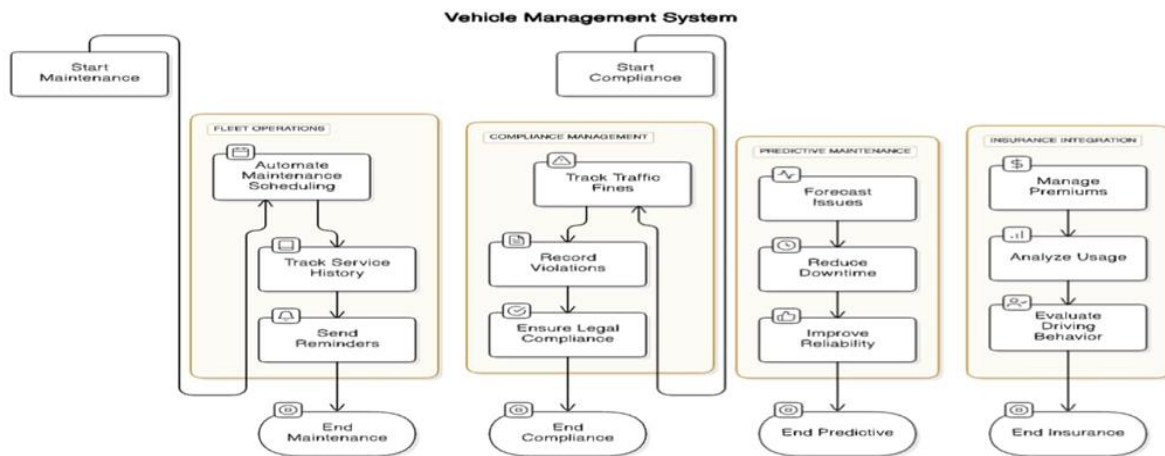 Vehicle Management System
Start
Maintenance
Start
Compliance
FLEET OPERATIONS
Automate
Maintenance
Scheduling
Track Service
History
Send
Reminders
End
Maintenance
COMPLIANCE MANAGEMENT
Track Traffic
Fines
Record
Violations
Ensure Legal
Compliance
End
Compliance
PREDICTIVE MAINTENANCE
Forecast
Issues
Reduce
Downtime
Improve
Reliability
End Predictive
INSURANCE INTEGRATION
$
Manage
Premiums
Analyze Usage
Evaluate
Driving
Behavior
End Insurance